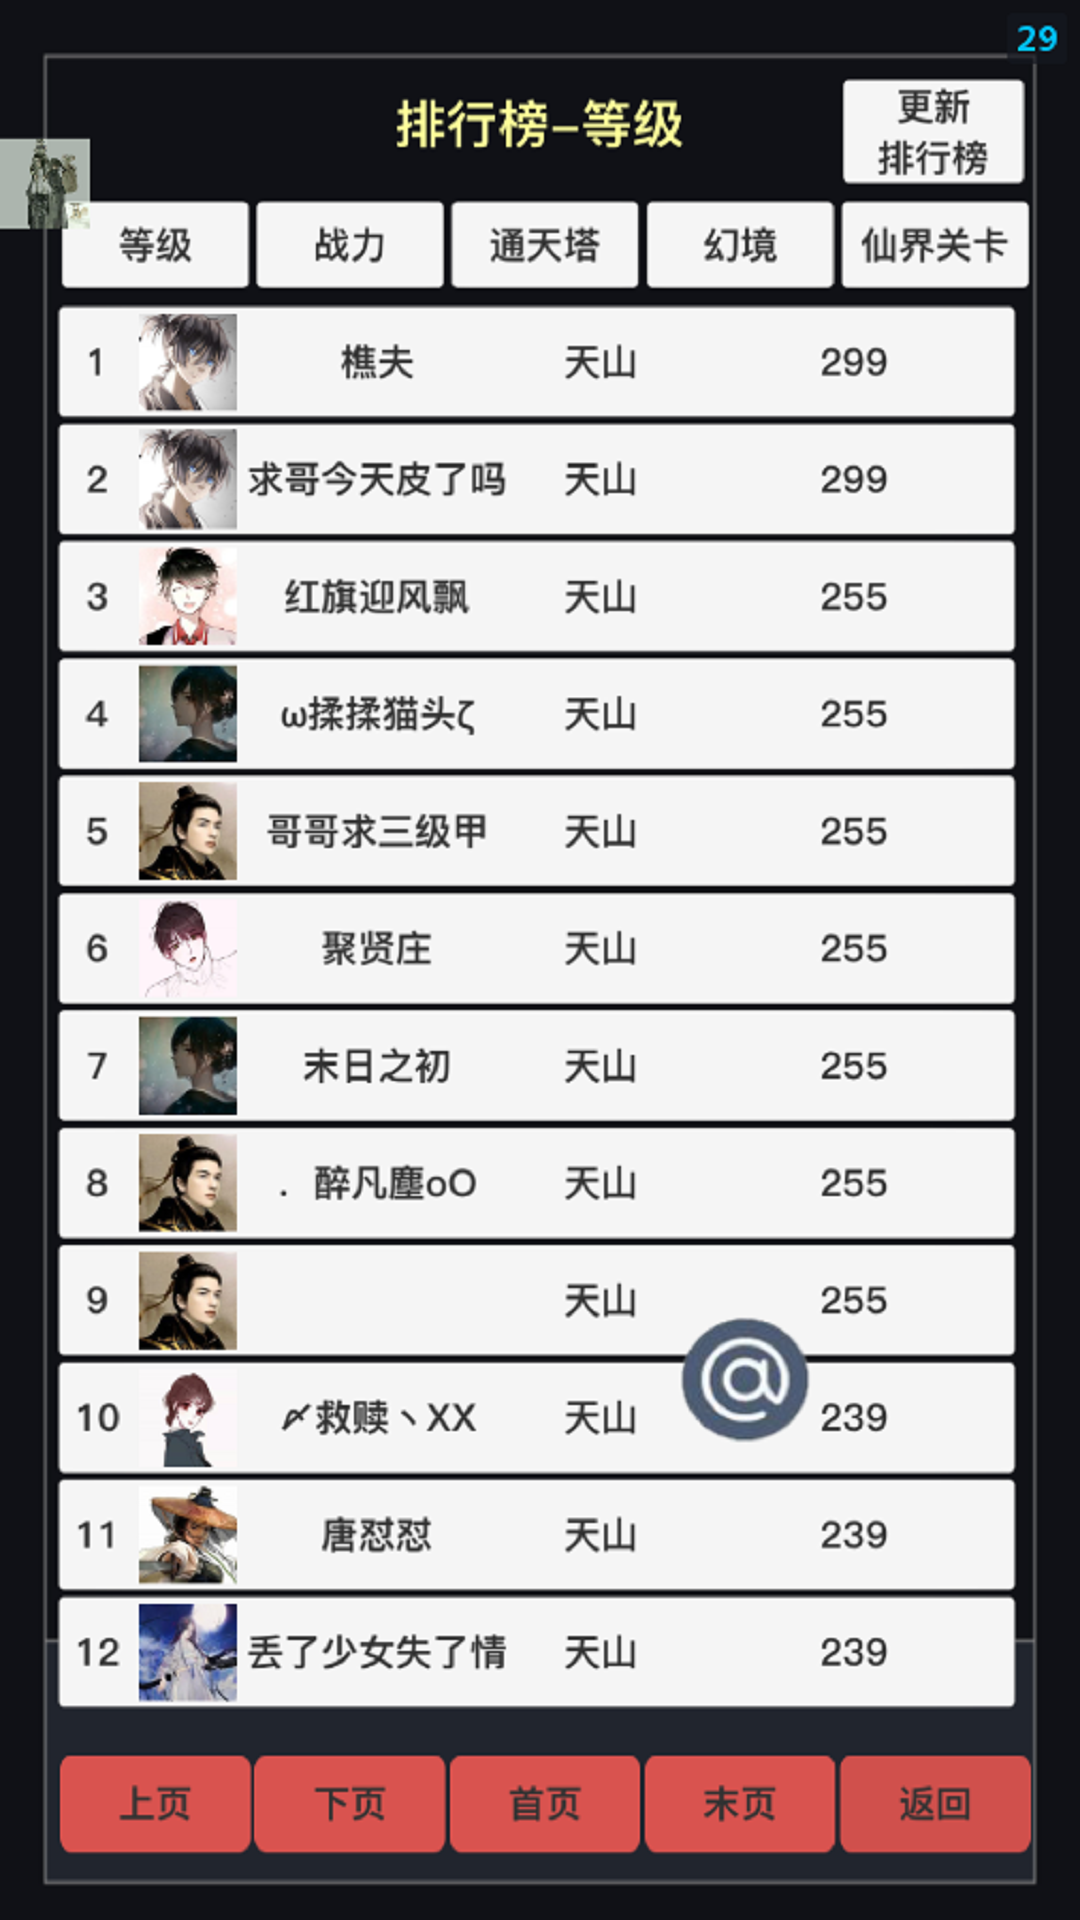 29
排行榜–等级
更新
排行榜
等级 战力 通天塔 幻境 仙界关卡
1 樵夫 天山 299
2 求哥今天皮了吗 天山 299
3 红旗迎风飘 天山 255
4 ω揉揉猫头ζ 天山 255
5 哥哥求三级甲 天山 255
6 聚贤庄 天山 255
7 末日之初 天山 255
8 ．醉凡塵oO 天山 255
9 天山 255
@
10 〆救赎丶XX 天山 239
11 唐怼怼 天山 239
12 丢了少女失了情 天山 239
上页 下页 首页 末页 返回